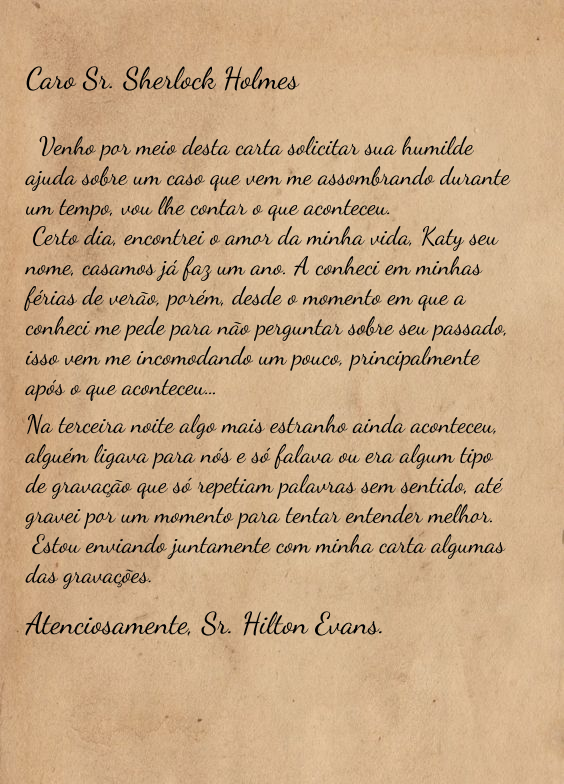 Caro Sr. Sherlock Holmes
Venho por meio desta carta solicitar sua humilde
ajuda sobre um caso que vem me assombrando durante
um tempo, vou lhe contar o que aconteceu.
Certo dia, encontrei o amor da minha vida, Katy seu
nome, casamos já faz um ano. A conheci em minhas
férias de verão, porém, desde o momento em que a
conheci me pede para não perguntar sobre seu passado,
isso vem me incomodando um pouco, principalmente
após o que aconteceu...
Na terceira noite algo mais estranho ainda aconteceu,
alguém ligava para nós e só falava ou era algum tipo
de gravação que só repetiam palavras sem sentido, até
gravei por um momento para tentar entender melhor.
Estou enviando juntamente com minha carta algumas
das gravações.
Atenciosamente, Sr. Hilton Evans.